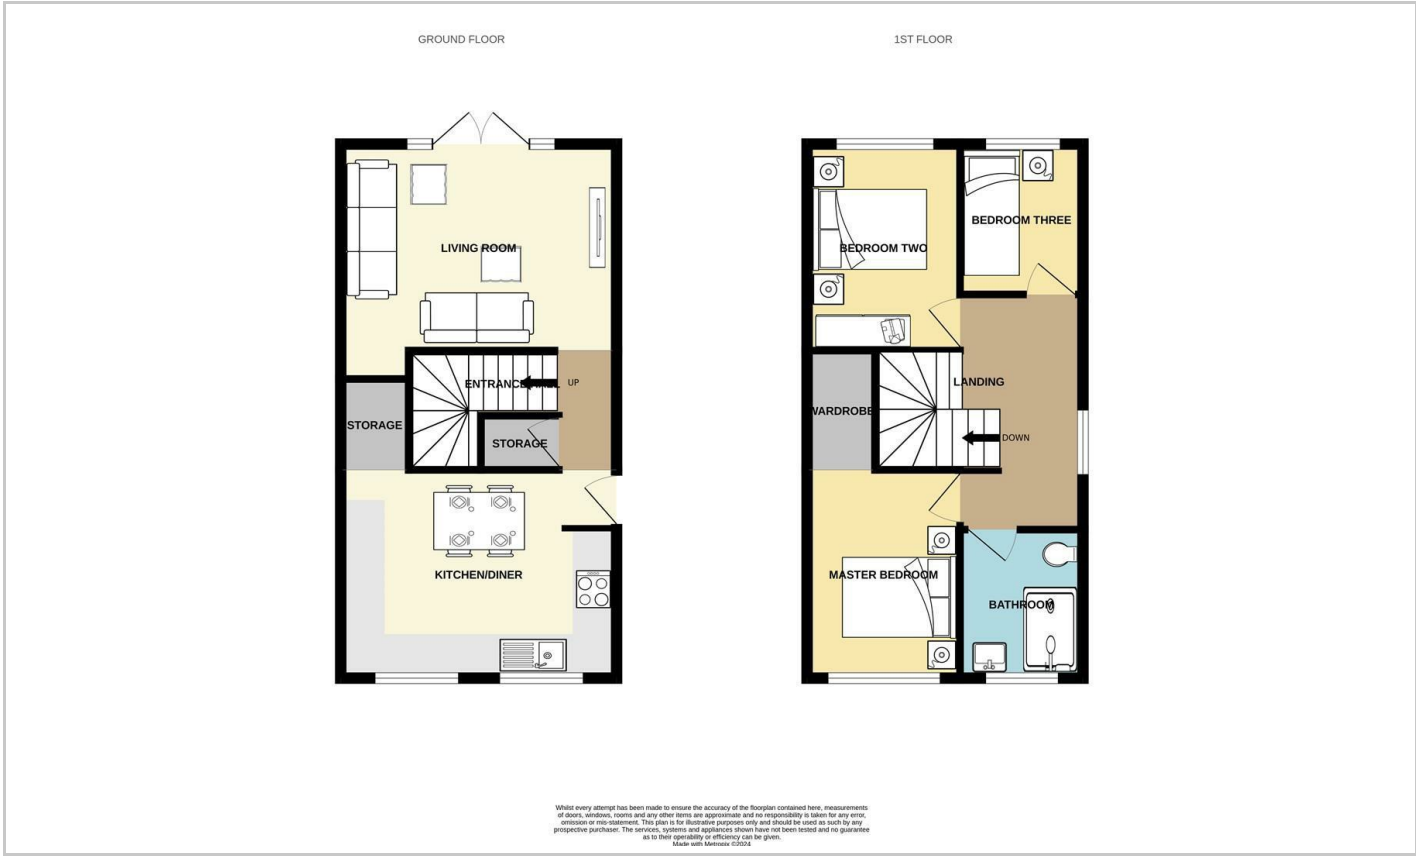 GROUND FLOOR
1ST FLOOR
LIVING ROOM
ENTRANCE HALL
UP
STORAGE
STORAGE
KITCHEN/DINER
BEDROOM TWO
BEDROOM THREE
LANDING
WARDROBE
DOWN
MASTER BEDROOM
BATHROOM
Whilst every attempt has been made to ensure the accuracy of the floorplan contained here, measurements
of doors, windows, rooms and any other items are approximate and no responsibility is taken for any error,
omission or mis-statement. This plan is for illustrative purposes only and should be used as such by any
prospective purchaser. The services, systems and appliances shown have not been tested and no guarantee
as to their operability or efficiency can be given.
Made with Metropix ©2024